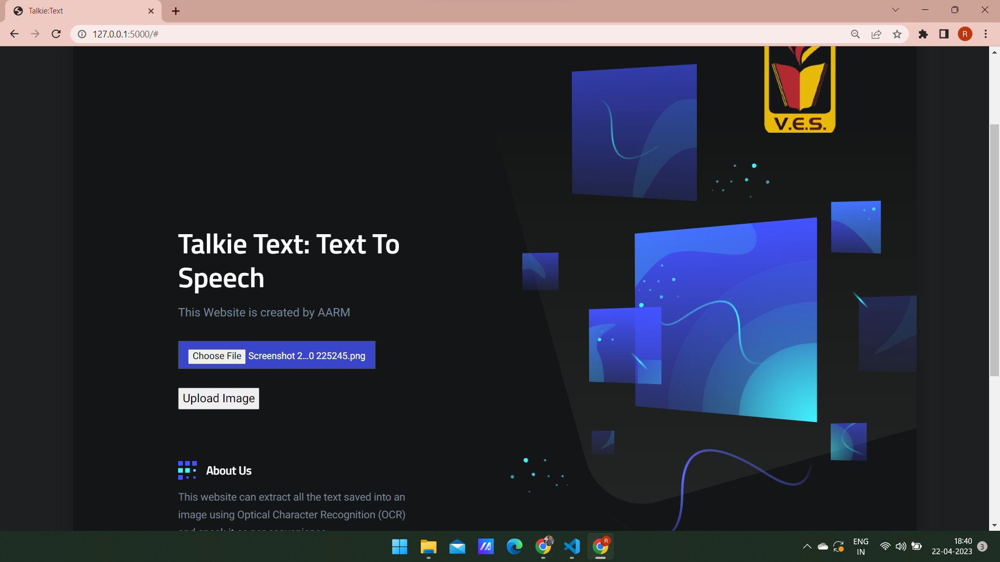 Talkie:Text
127.0.0.1:5000/#
R
V.E.S.
Talkie Text: Text To
Speech
This Website is created by AARM
Choose File Screenshot 2...0 225245.png
Upload Image
About Us
This website can extract all the text saved into an
image using Optical Character Recognition (OCR)
R
ENG
IN
18:40
22-04-2023
3